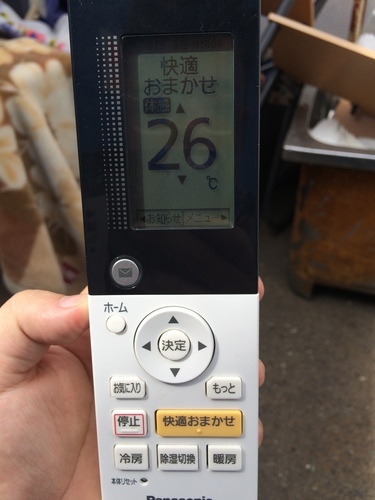 快適
おまかせ
体感 ▲
26
℃
▼
◀お知らせ メニュー▶
ホーム
▲
◀ 決定 ▶
▼
お気に入り もっと
停止 快適おまかせ
冷房 除湿切換 暖房
本体リセット
Panasonic